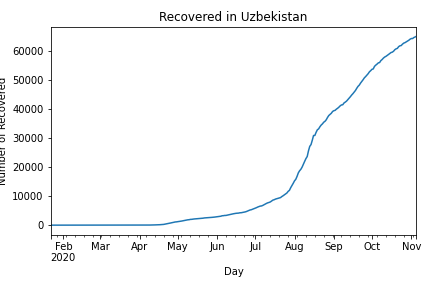 Recovered in Uzbekistan
Number of Recovered
60000
50000
40000
30000
20000
10000
0
Feb Mar Apr May Jun Jul Aug Sep Oct Nov
2020
Day